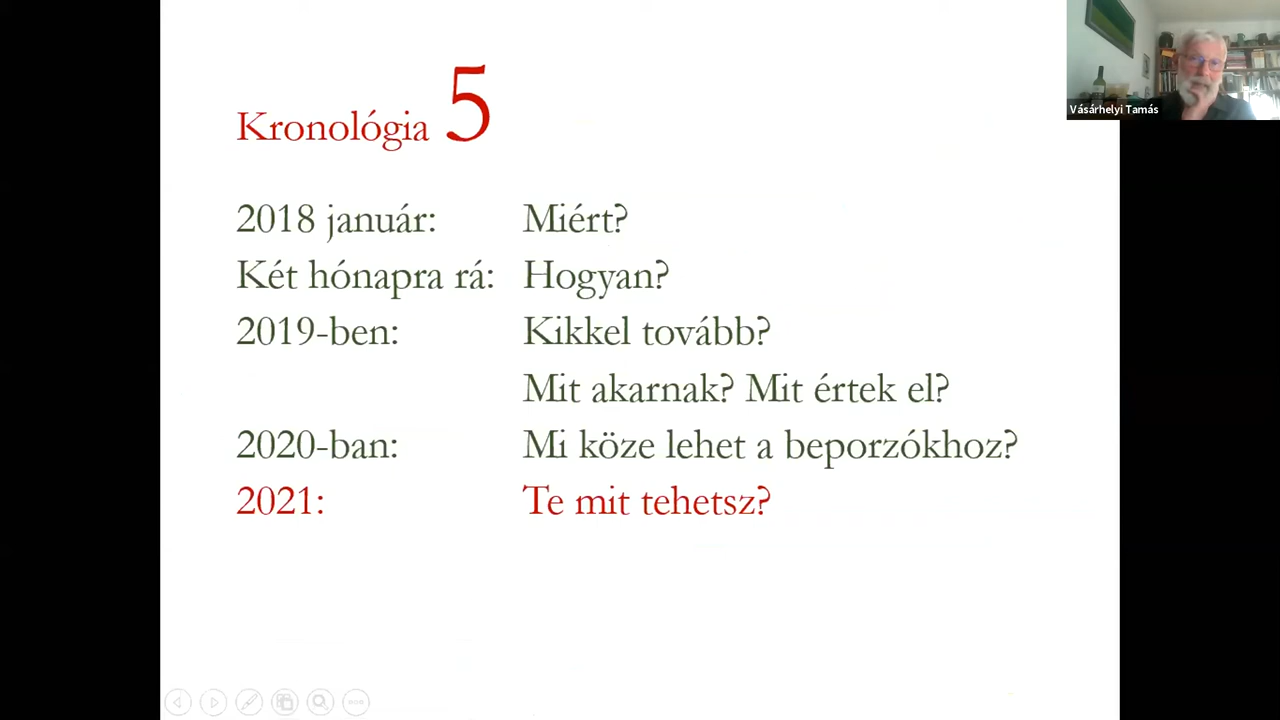 Kronológia 5
Vásárhelyi Tamás
2018 január: Miért?
Két hónapra rá: Hogyan?
2019-ben: Kikkel tovább?
Mit akarnak? Mit értek el?
2020-ban: Mi köze lehet a beporzókhoz?
2021: Te mit tehetsz?